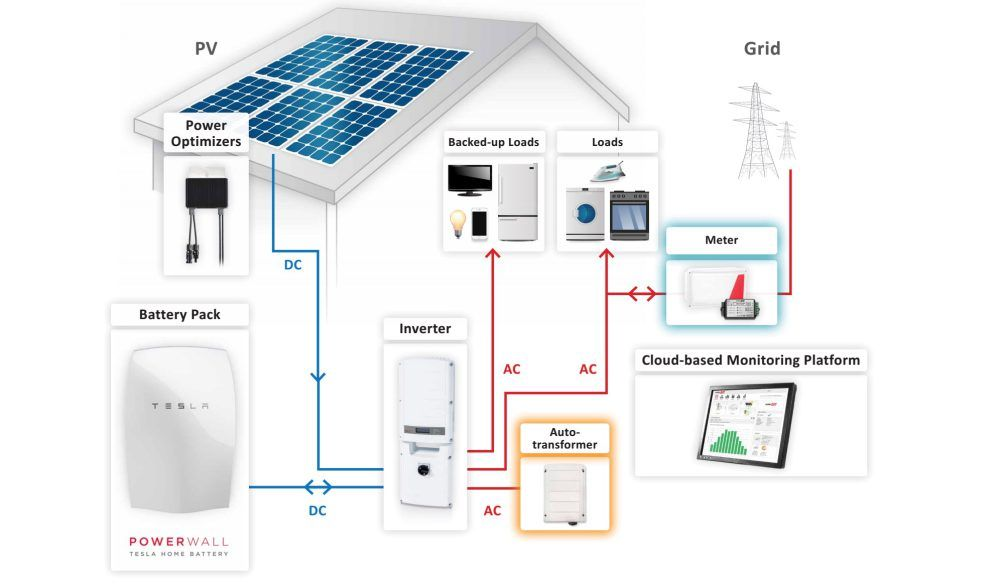 PV
Grid
Power
Optimizers
Backed-up Loads
Loads
Meter
DC
Battery Pack
Inverter
Cloud-based Monitoring Platform
TESLA
AC
AC
Auto-
transformer
DC
AC
POWERWALL
TESLA HOME BATTERY